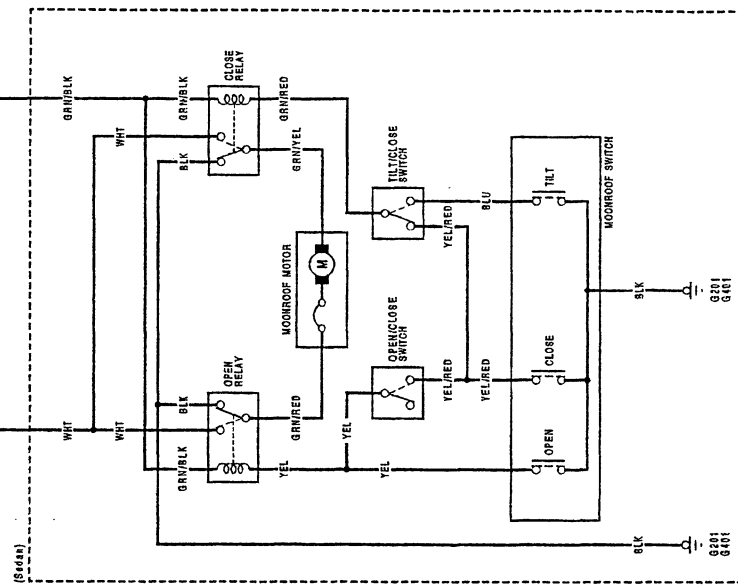 (Sedan)
GRN/BLK
GRN/BLK
CLOSE
RELAY
GRN/RED
WHT
BLK
GRN/YEL
TILT/CLOSE
SWITCH
BLU
TILT
MOONROOF SWITCH
YEL/RED
MOONROOF MOTOR
M
BLK
G201
G401
OPEN/CLOSE
SWITCH
OPEN
RELAY
BLK
WHT
WHT
GRN/RED
YEL/RED
YEL/RED
CLOSE
YEL
GRN/BLK
YEL
YEL
OPEN
BLK
G201
G401